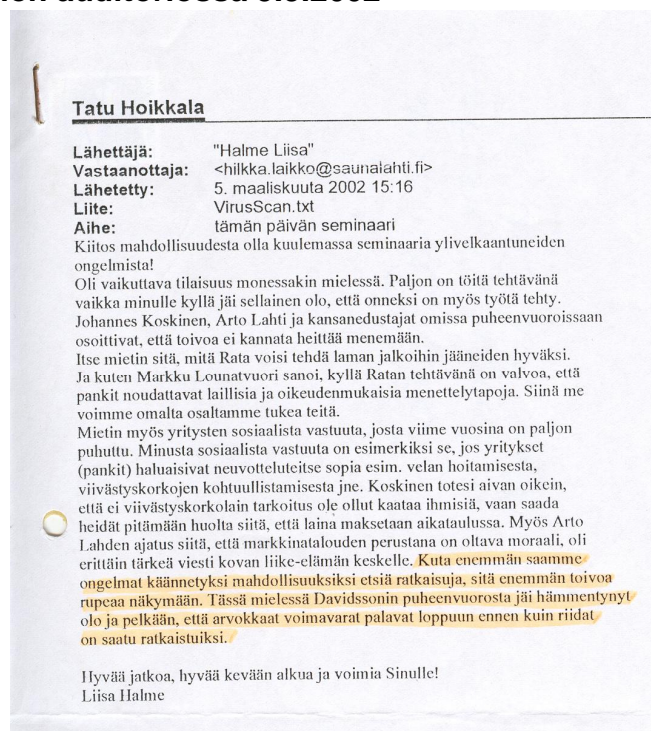 Tatu Hoikkala
Lähettäjä: "Halme Liisa"
Vastaanottaja: <hilkka.laikko@saunalahti.fi>
Lähetetty: 5. maaliskuuta 2002 15:16
Liite: VirusScan.txt
Aihe: tämän päivän seminaari
Kiitos mahdollisuudesta olla kuulemassa seminaaria ylivelkaantuneiden
ongelmista!
Oli vaikuttava tilaisuus monessakin mielessä. Paljon on töitä tehtävänä
vaikka minulle kyllä jäi sellainen olo, että onneksi on myös työtä tehty.
Johannes Koskinen, Arto Lahti ja kansanedustajat omissa puheenvuoroissaan
osoittivat, että toivoa ei kannata heittää menemään.
Itse mietin sitä, mitä Rata voisi tehdä laman jalkoihin jääneiden hyväksi.
Ja kuten Markku Lounatvuori sanoi, kyllä Ratan tehtävänä on valvoa, että
pankit noudattavat laillisia ja oikeudenmukaisia menettelytapoja. Siinä me
voimme omalta osaltamme tukea teitä.
Mietin myös yritysten sosiaalista vastuuta, josta viime vuosina on paljon
puhuttu. Minusta sosiaalista vastuuta on esimerkiksi se, jos yritykset
(pankit) haluaisivat neuvotteluteitse sopia esim. velan hoitamisesta,
viivästyskorkojen kohtuullistamisesta jne. Koskinen totesi aivan oikein,
että ei viivästyskorkolain tarkoitus ole ollut kaataa ihmisiä, vaan saada
heidät pitämään huolta siitä, että laina maksetaan aikataulussa. Myös Arto
Lahden ajatus siitä, että markkinatalouden perustana on oltava moraali, oli
erittäin tärkeä viesti kovan liike-elämän keskelle. Kuta enemmän saamme
ongelmat käännetyksi mahdollisuuksiksi etsiä ratkaisuja, sitä enemmän toivoa
rupeaa näkymään. Tässä mielessä Davidssonin puheenvuorosta jäi hämmentynyt
olo ja pelkään, että arvokkaat voimavarat palavat loppuun ennen kuin riidat
on saatu ratkaistuiksi.
Hyvää jatkoa, hyvää kevään alkua ja voimia Sinulle!
Liisa Halme